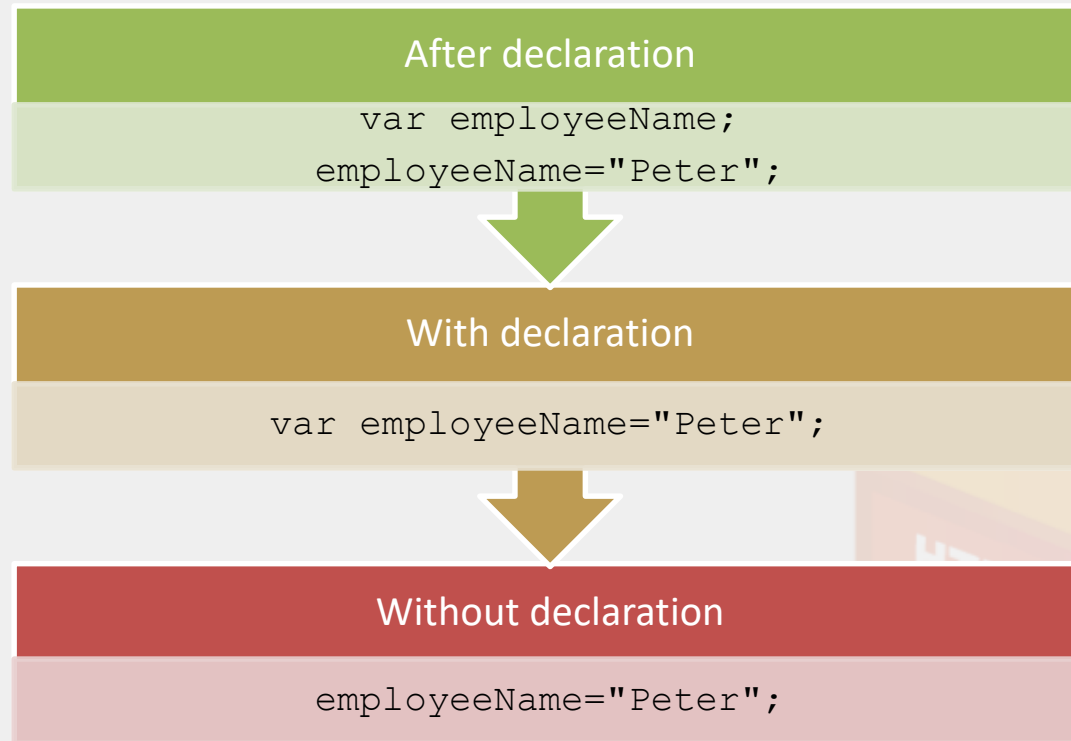 After declaration
var employeeName;
employeeName="Peter";
With declaration
var employeeName="Peter";
Without declaration
employeeName="Peter";